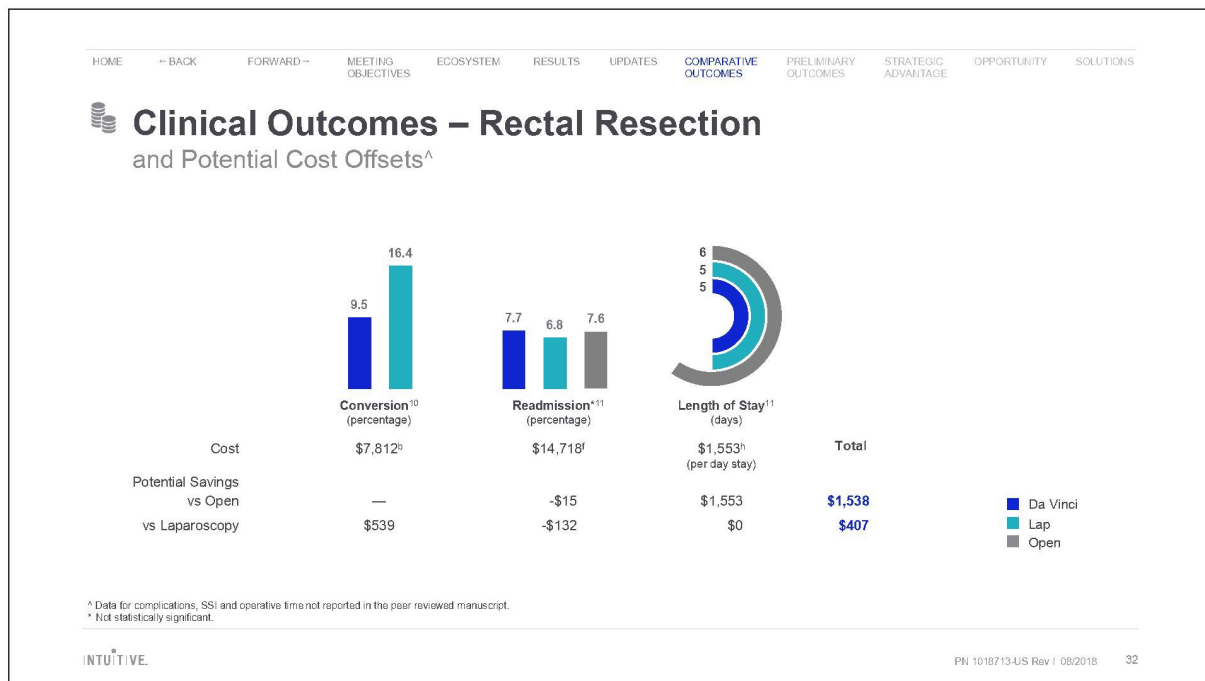 HOME ←BACK FORWARD→ MEETING OBJECTIVES ECOSYSTEM RESULTS UPDATES COMPARATIVE OUTCOMES PRELIMINARY OUTCOMES STRATEGIC ADVANTAGE OPPORTUNITY SOLUTIONS
Clinical Outcomes – Rectal Resection
and Potential Cost Offsets^
9.5
16.4
7.7
6.8
7.6
6
5
5
Conversion¹⁰
(percentage)
Readmission*¹¹
(percentage)
Length of Stay¹¹
(days)
Cost $7,812ᵇ $14,718ᶠ $1,553ʰ Total
(per day stay)
Potential Savings
vs Open — -$15 $1,553 $1,538
vs Laparoscopy $539 -$132 $0 $407
Da Vinci
Lap
Open
^ Data for complications, SSI and operative time not reported in the peer reviewed manuscript.
* Not statistically significant.
INTUITIVE. PN 1018713-US Rev I 08/2018 32